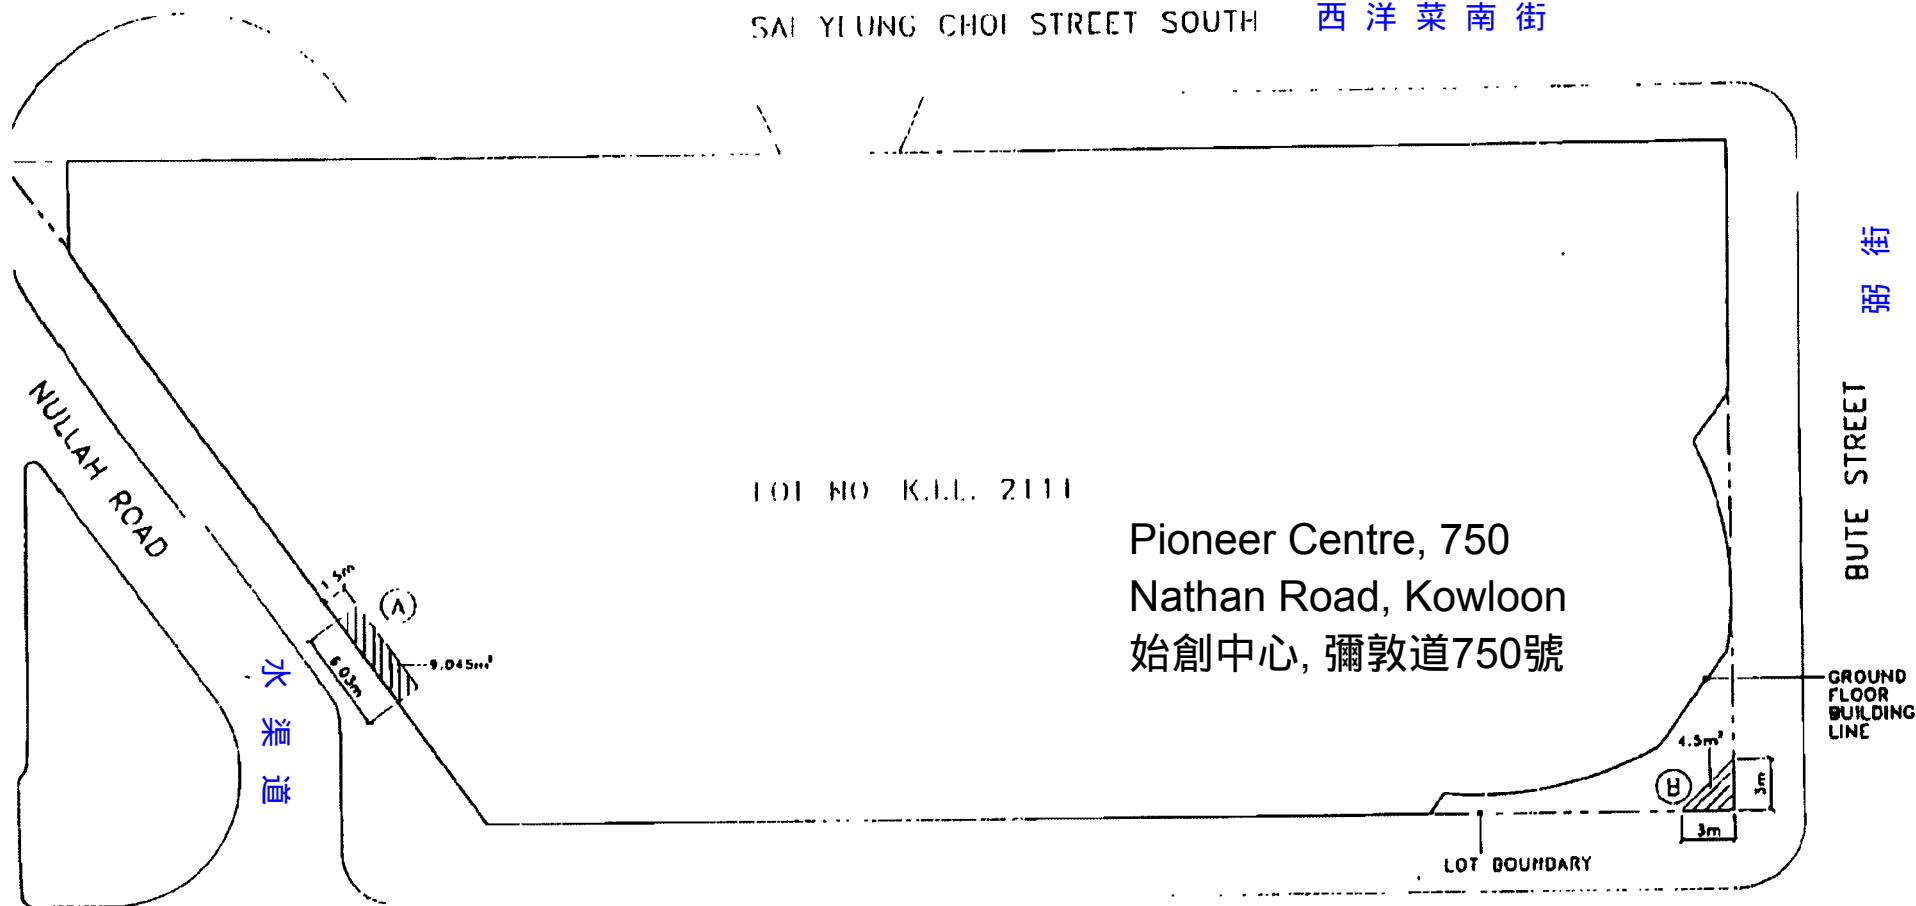 SAI YEUNG CHOI STREET SOUTH 西洋菜南街
弼街
BUTE STREET
NULLAH ROAD
水渠道
LOT NO K.I.L. 2111
Pioneer Centre, 750
Nathan Road, Kowloon
始創中心, 彌敦道750號
1.5m
A
6.03m
9.045m²
GROUND
FLOOR
BUILDING
LINE
4.5m²
B
3m
3m
LOT BOUNDARY